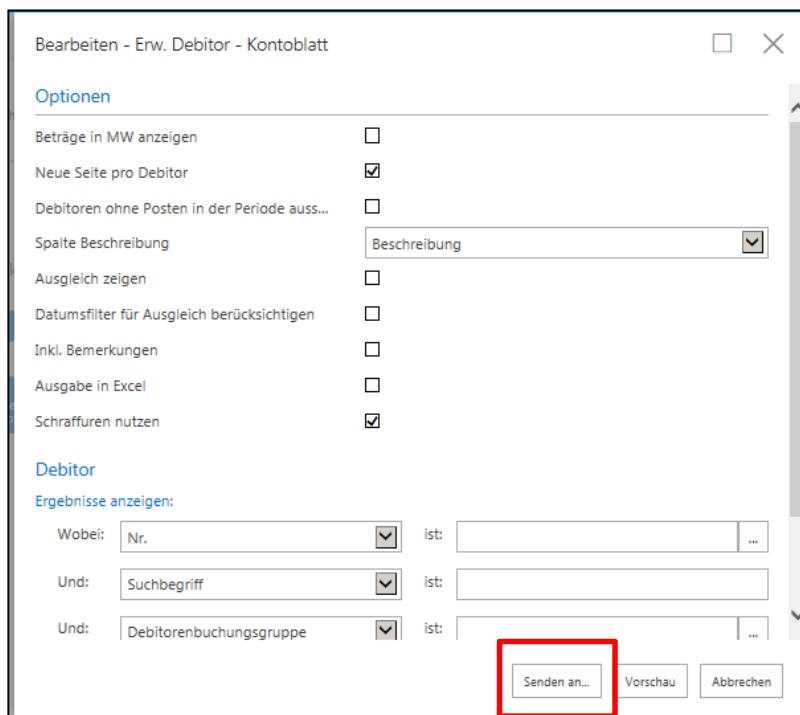 Bearbeiten - Erw. Debitor - Kontoblatt
Optionen
Beträge in MW anzeigen
Neue Seite pro Debitor
Debitoren ohne Posten in der Periode auss...
Spalte Beschreibung Beschreibung
Ausgleich zeigen
Datumsfilter für Ausgleich berücksichtigen
Inkl. Bemerkungen
Ausgabe in Excel
Schraffuren nutzen
Debitor
Ergebnisse anzeigen:
Wobei: Nr. ist: ...
Und: Suchbegriff ist:
Und: Debitorenbuchungsgruppe ist: ...
Senden an... Vorschau Abbrechen